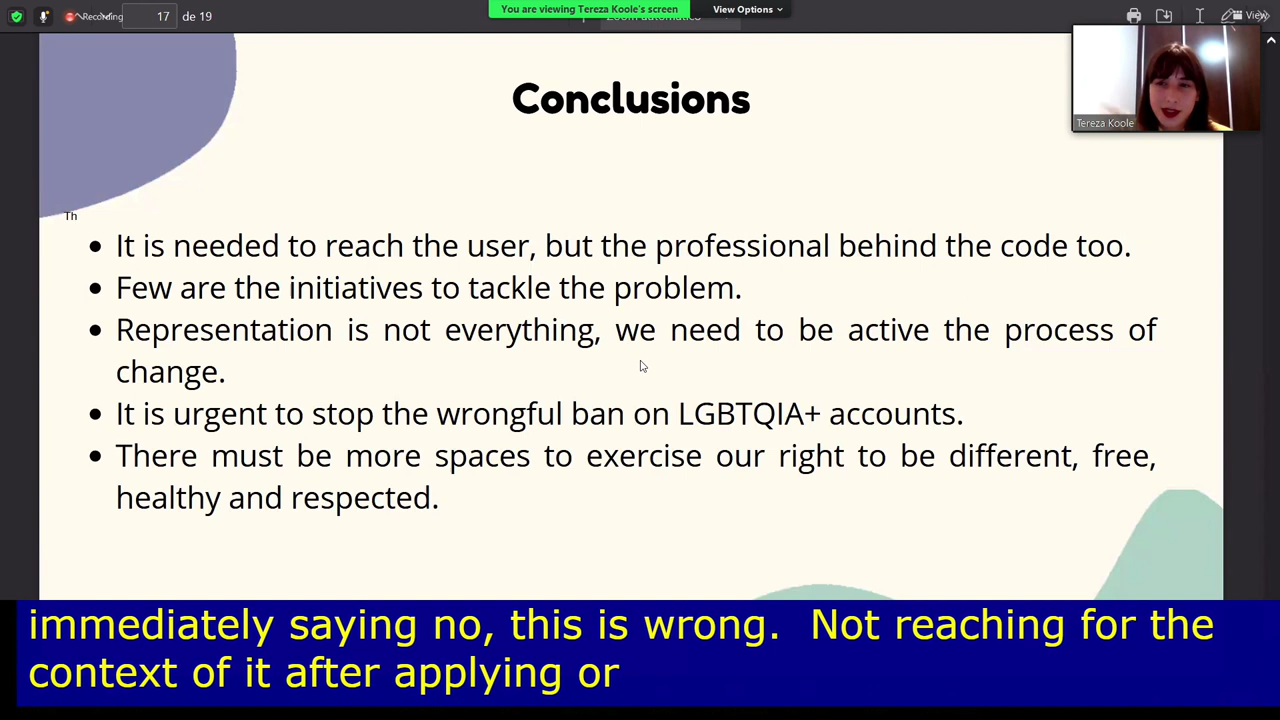 Recording
17 de 19
You are viewing Tereza Koole's screen
View Options
View
Tereza Koole
Conclusions
Th
It is needed to reach the user, but the professional behind the code too.
Few are the initiatives to tackle the problem.
Representation is not everything, we need to be active the process of
change.
It is urgent to stop the wrongful ban on LGBTQIA+ accounts.
There must be more spaces to exercise our right to be different, free,
healthy and respected.
immediately saying no, this is wrong.  Not reaching for the
context of it after applying or